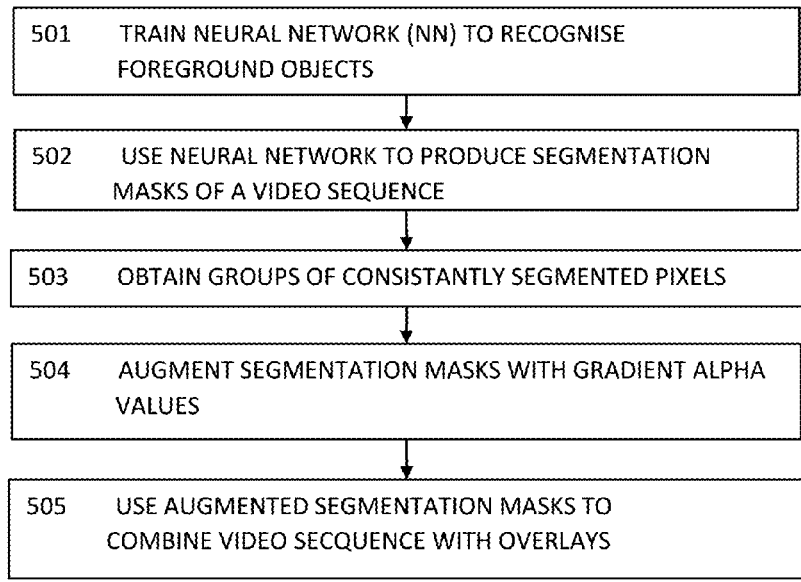 501 TRAIN NEURAL NETWORK (NN) TO RECOGNISE
FOREGROUND OBJECTS
502 USE NEURAL NETWORK TO PRODUCE SEGMENTATION
MASKS OF A VIDEO SEQUENCE
503 OBTAIN GROUPS OF CONSISTANTLY SEGMENTED PIXELS
504 AUGMENT SEGMENTATION MASKS WITH GRADIENT ALPHA
VALUES
505 USE AUGMENTED SEGMENTATION MASKS TO
COMBINE VIDEO SECQUENCE WITH OVERLAYS